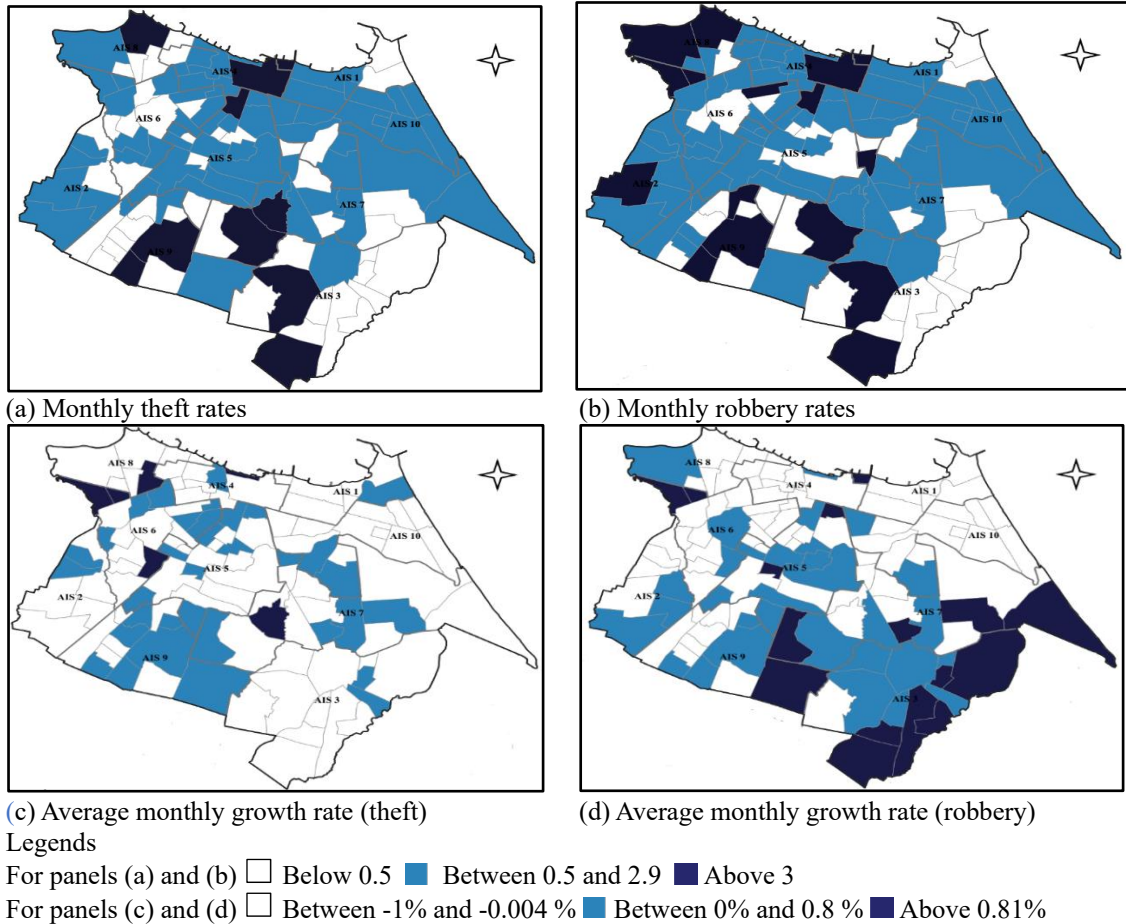 AIS 8
AIS 4
AIS 1
AIS 6
AIS 10
AIS 5
AIS 2
AIS 7
AIS 9
AIS 3
AIS 8
AIS 4
AIS 1
AIS 6
AIS 10
AIS 5
AIS 2
AIS 7
AIS 9
AIS 3
(a) Monthly theft rates
(b) Monthly robbery rates
AIS 8
AIS 4
AIS 1
AIS 6
AIS 10
AIS 5
AIS 2
AIS 7
AIS 9
AIS 3
AIS 8
AIS 4
AIS 1
AIS 6
AIS 10
AIS 5
AIS 2
AIS 7
AIS 9
AIS 3
(c) Average monthly growth rate (theft)
(d) Average monthly growth rate (robbery)
Legends
For panels (a) and (b) Below 0.5 Between 0.5 and 2.9 Above 3
For panels (c) and (d) Between -1% and -0.004 % Between 0% and 0.8 % Above 0.81%